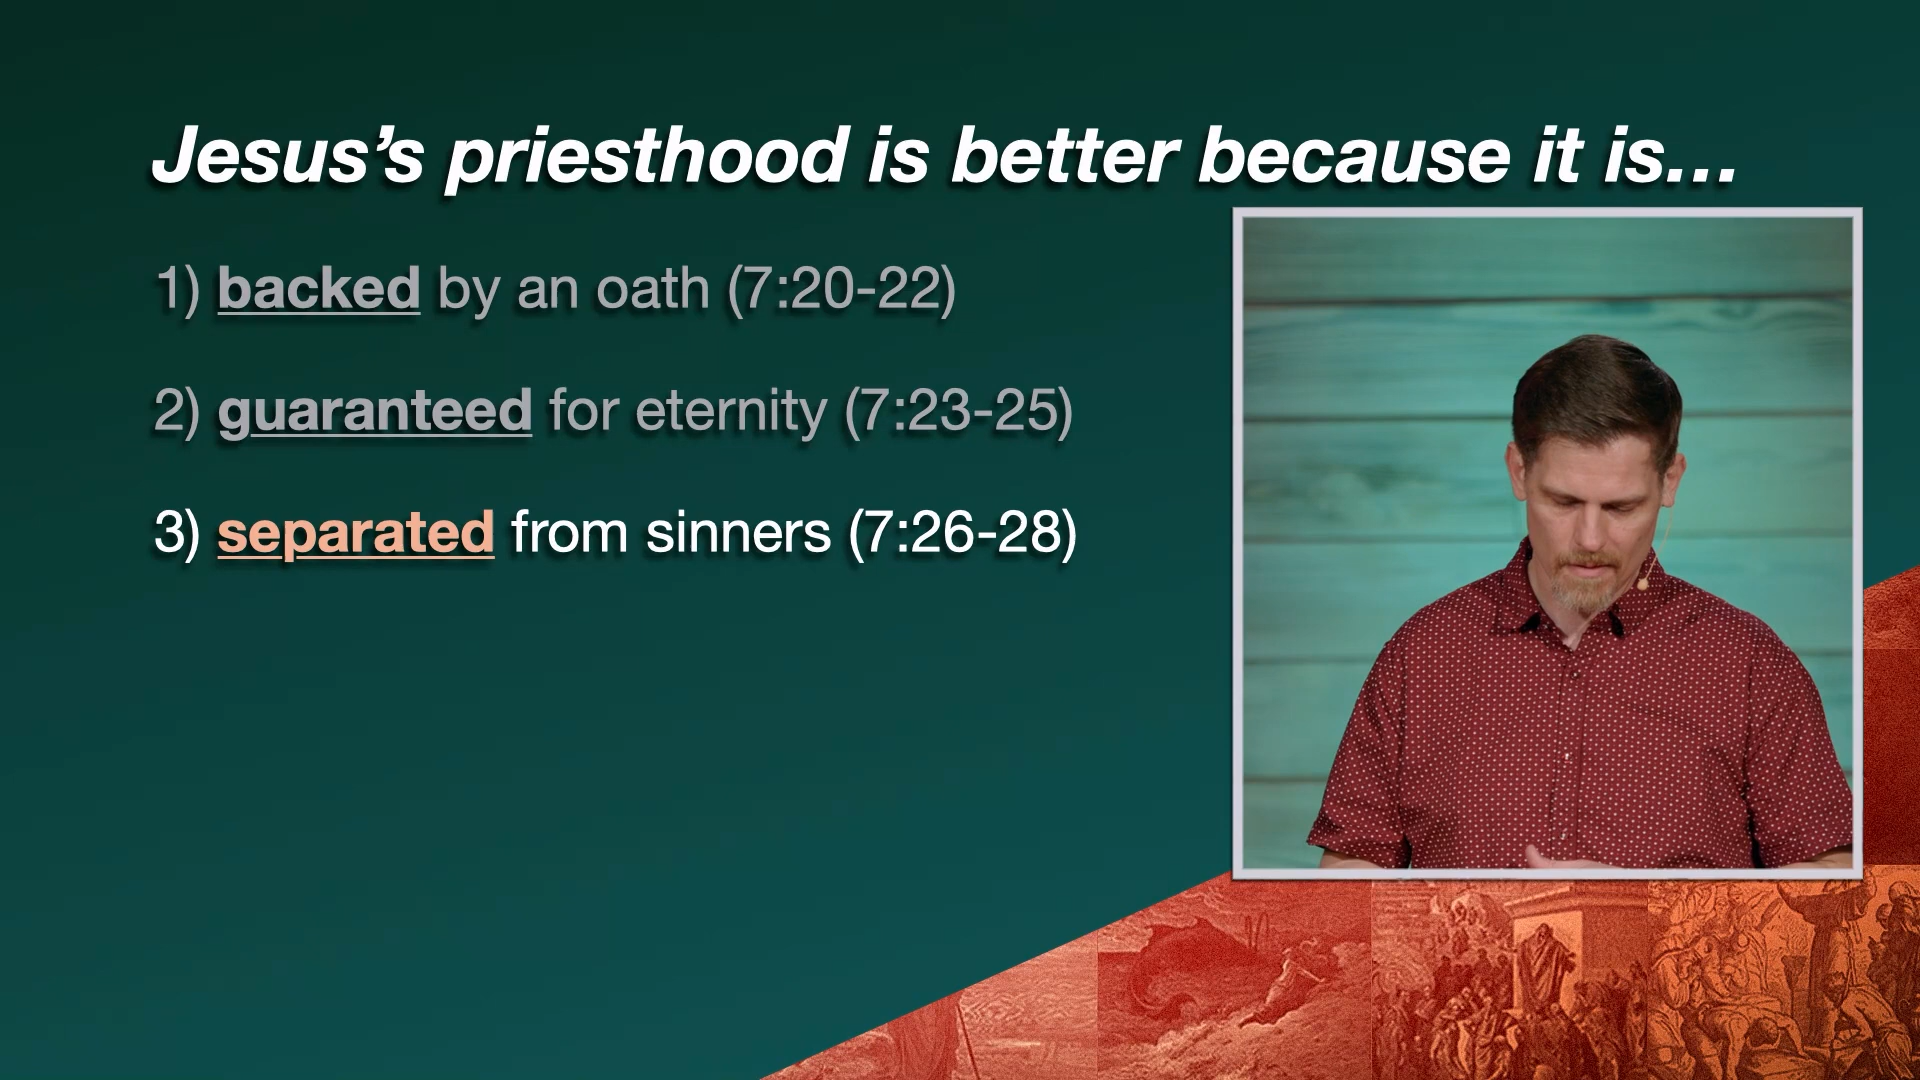 Jesus’s priesthood is better because it is...
1) backed by an oath (7:20-22)
2) guaranteed for eternity (7:23-25)
3) separated from sinners (7:26-28)